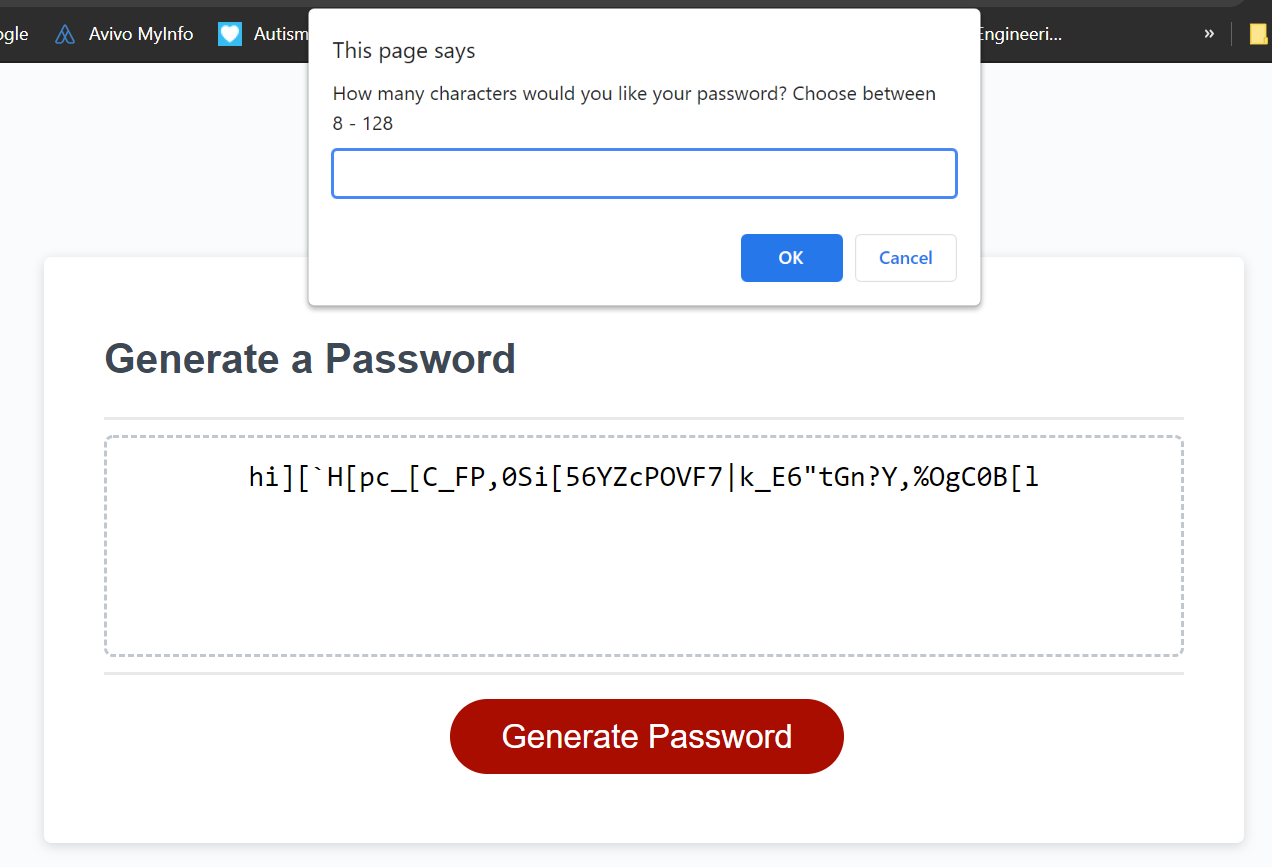 ogle Avivo MyInfo Autism Engineeri... »
This page says
How many characters would you like your password? Choose between
8 - 128
OK Cancel
Generate a Password
hi][`H[pc_[C_FP,0Si[56YZcPOVF7|k_E6"tGn?Y,%OgC0B[l
Generate Password